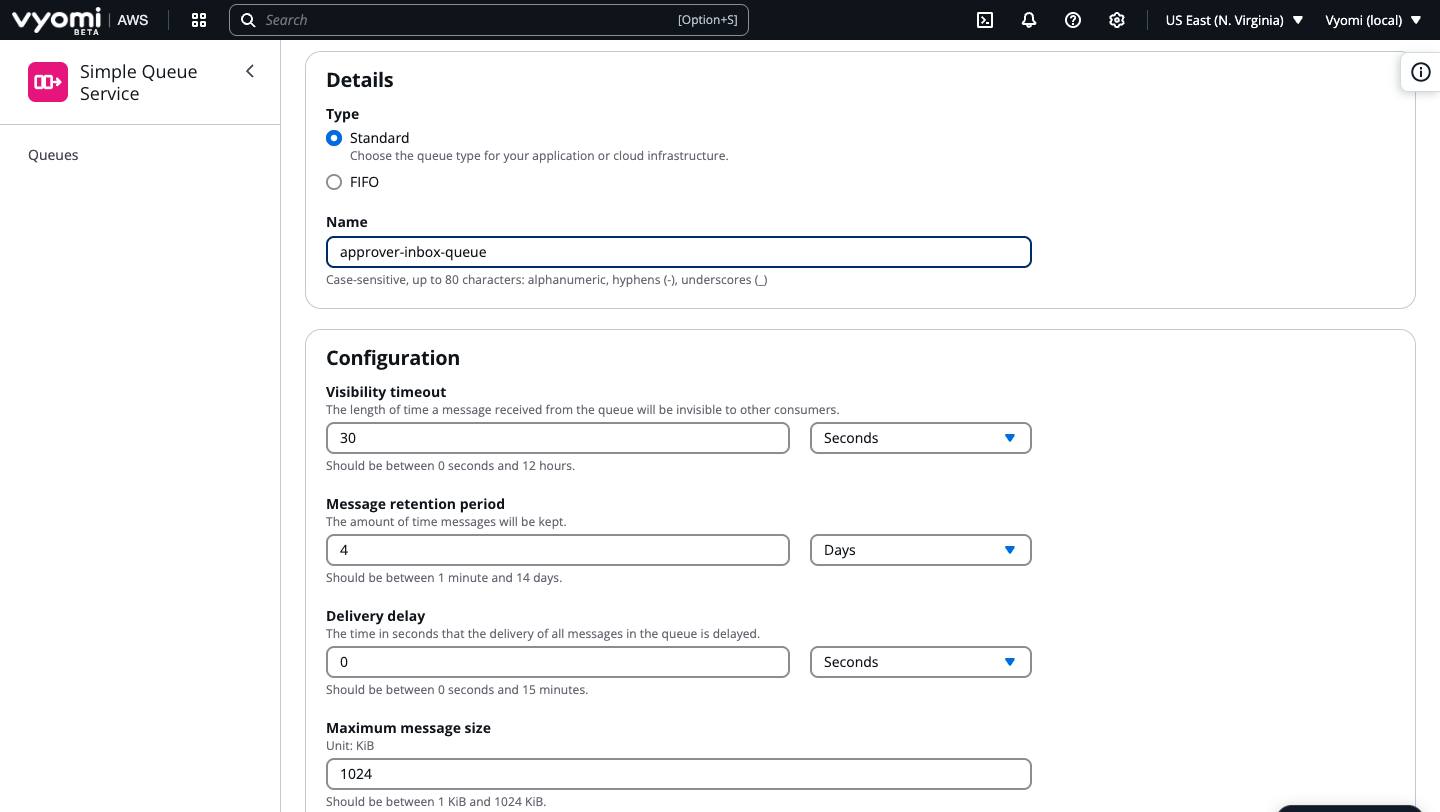 vyomi
BETA
AWS
Search
[Option+S]
US East (N. Virginia)
Vyomi (local)
Simple Queue
Service
Queues
Details
Type
Standard
Choose the queue type for your application or cloud infrastructure.
FIFO
Name
approver-inbox-queue
Case-sensitive, up to 80 characters: alphanumeric, hyphens (-), underscores (_)
Configuration
Visibility timeout
The length of time a message received from the queue will be invisible to other consumers.
30
Seconds
Should be between 0 seconds and 12 hours.
Message retention period
The amount of time messages will be kept.
4
Days
Should be between 1 minute and 14 days.
Delivery delay
The time in seconds that the delivery of all messages in the queue is delayed.
0
Seconds
Should be between 0 seconds and 15 minutes.
Maximum message size
Unit: KiB
1024
Should be between 1 KiB and 1024 KiB.